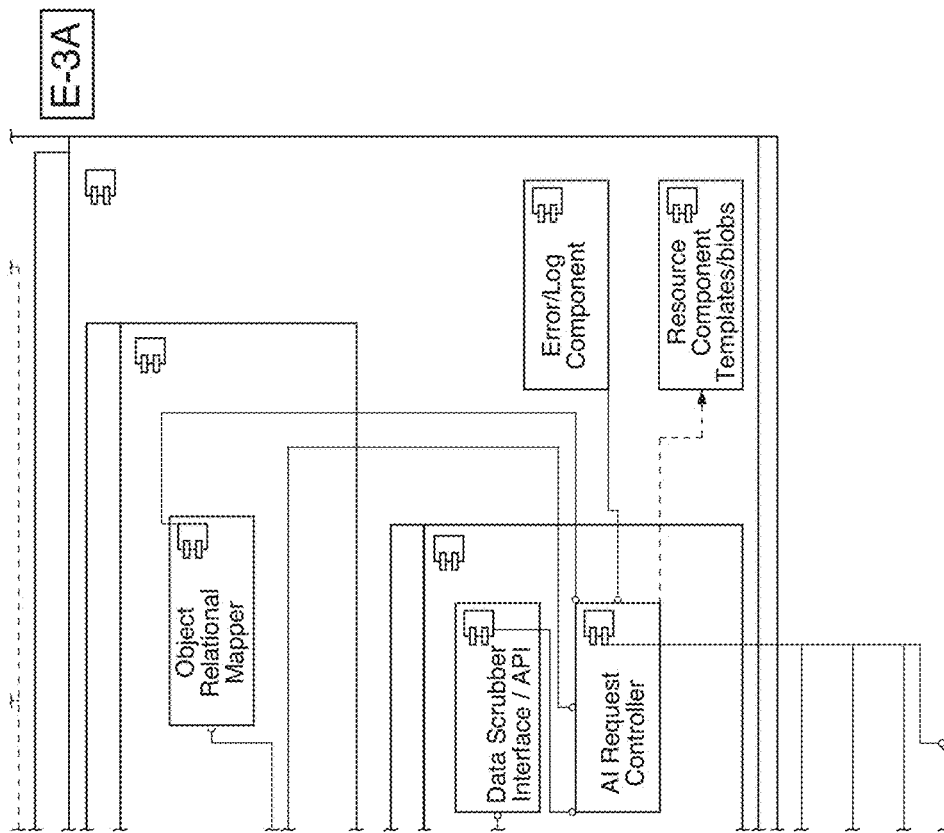 E-3A
Object
Relational
Mapper
Data Scrubber
Interface / API
AI Request
Controller
Error/Log
Component
Resource
Component
Templates/blobs